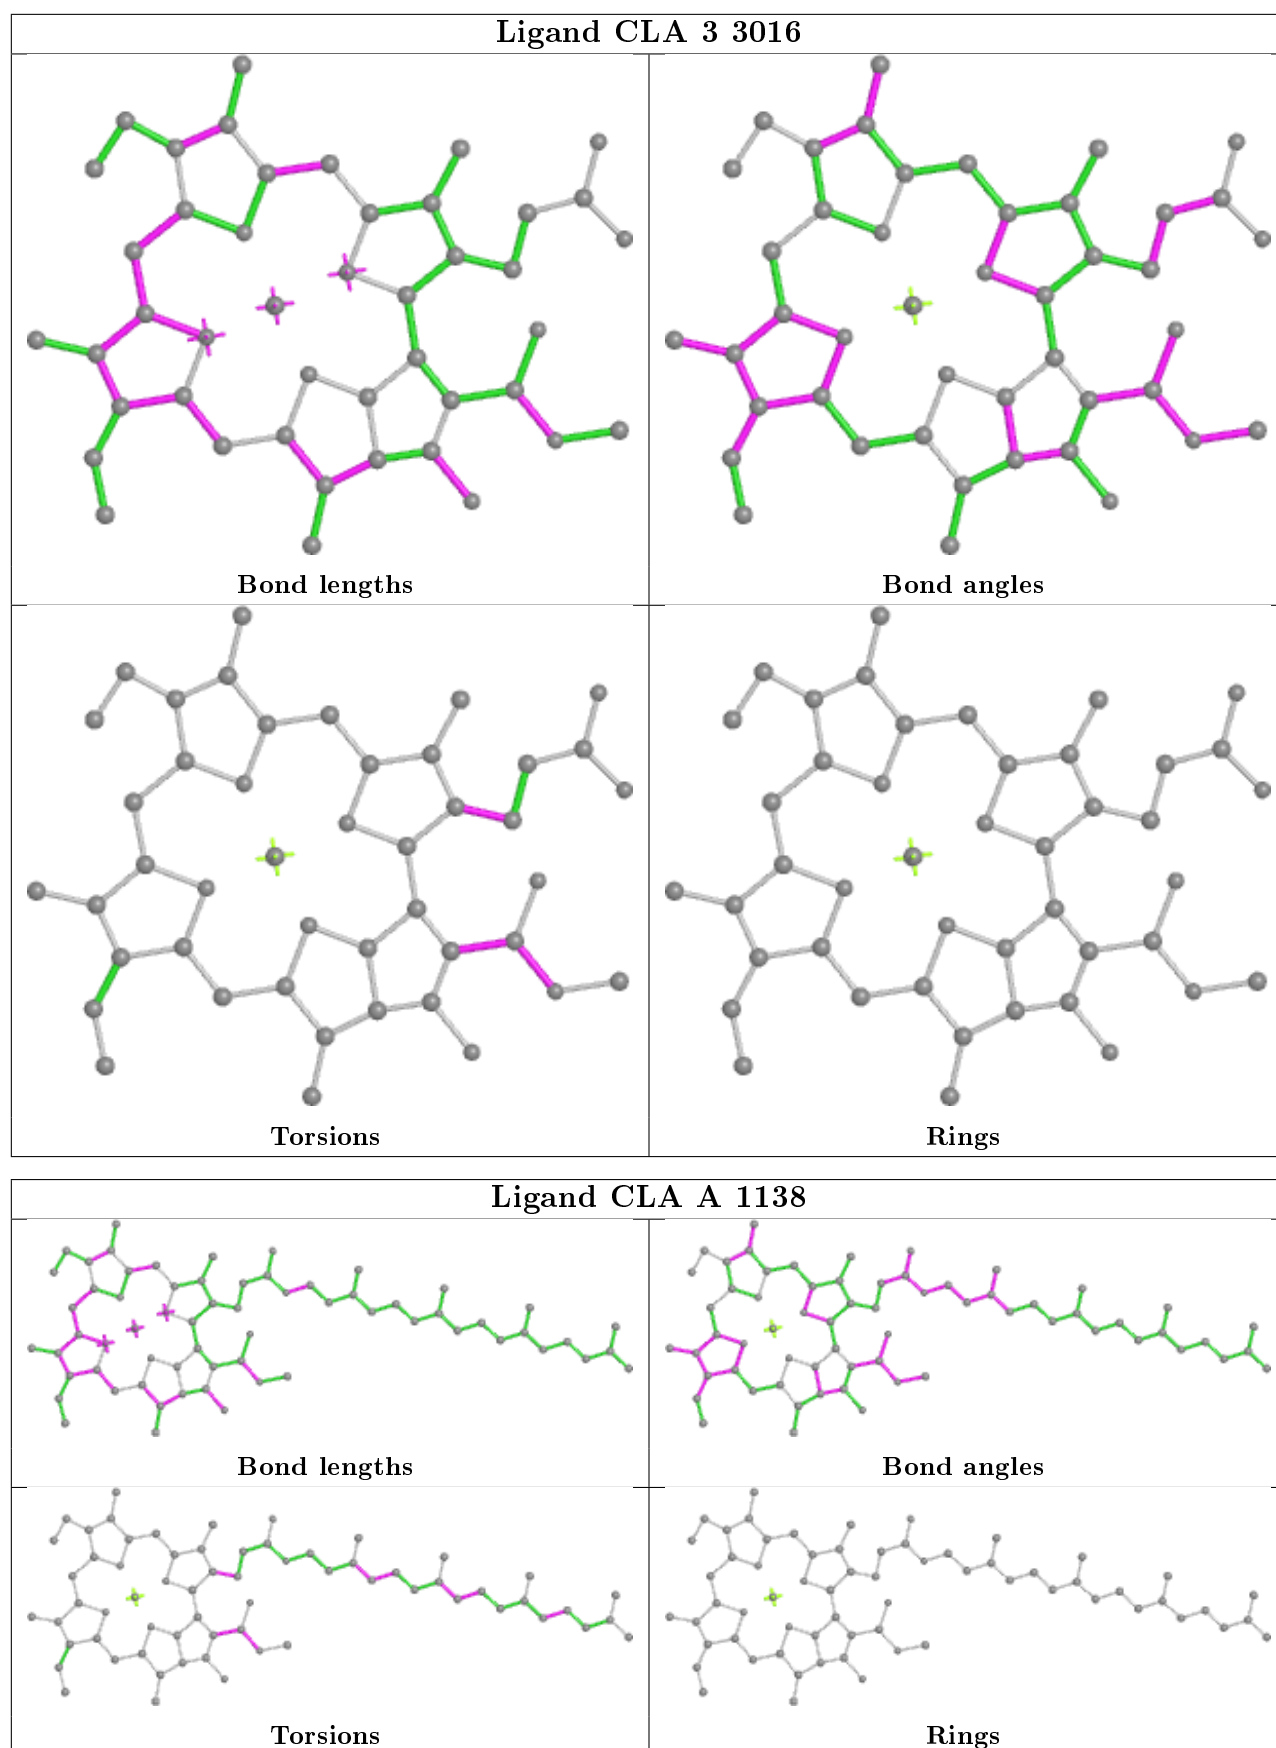 Ligand CLA 3 3016
Bond lengths
Bond angles
Torsions
Rings
Ligand CLA A 1138
Bond lengths
Bond angles
Torsions
Rings